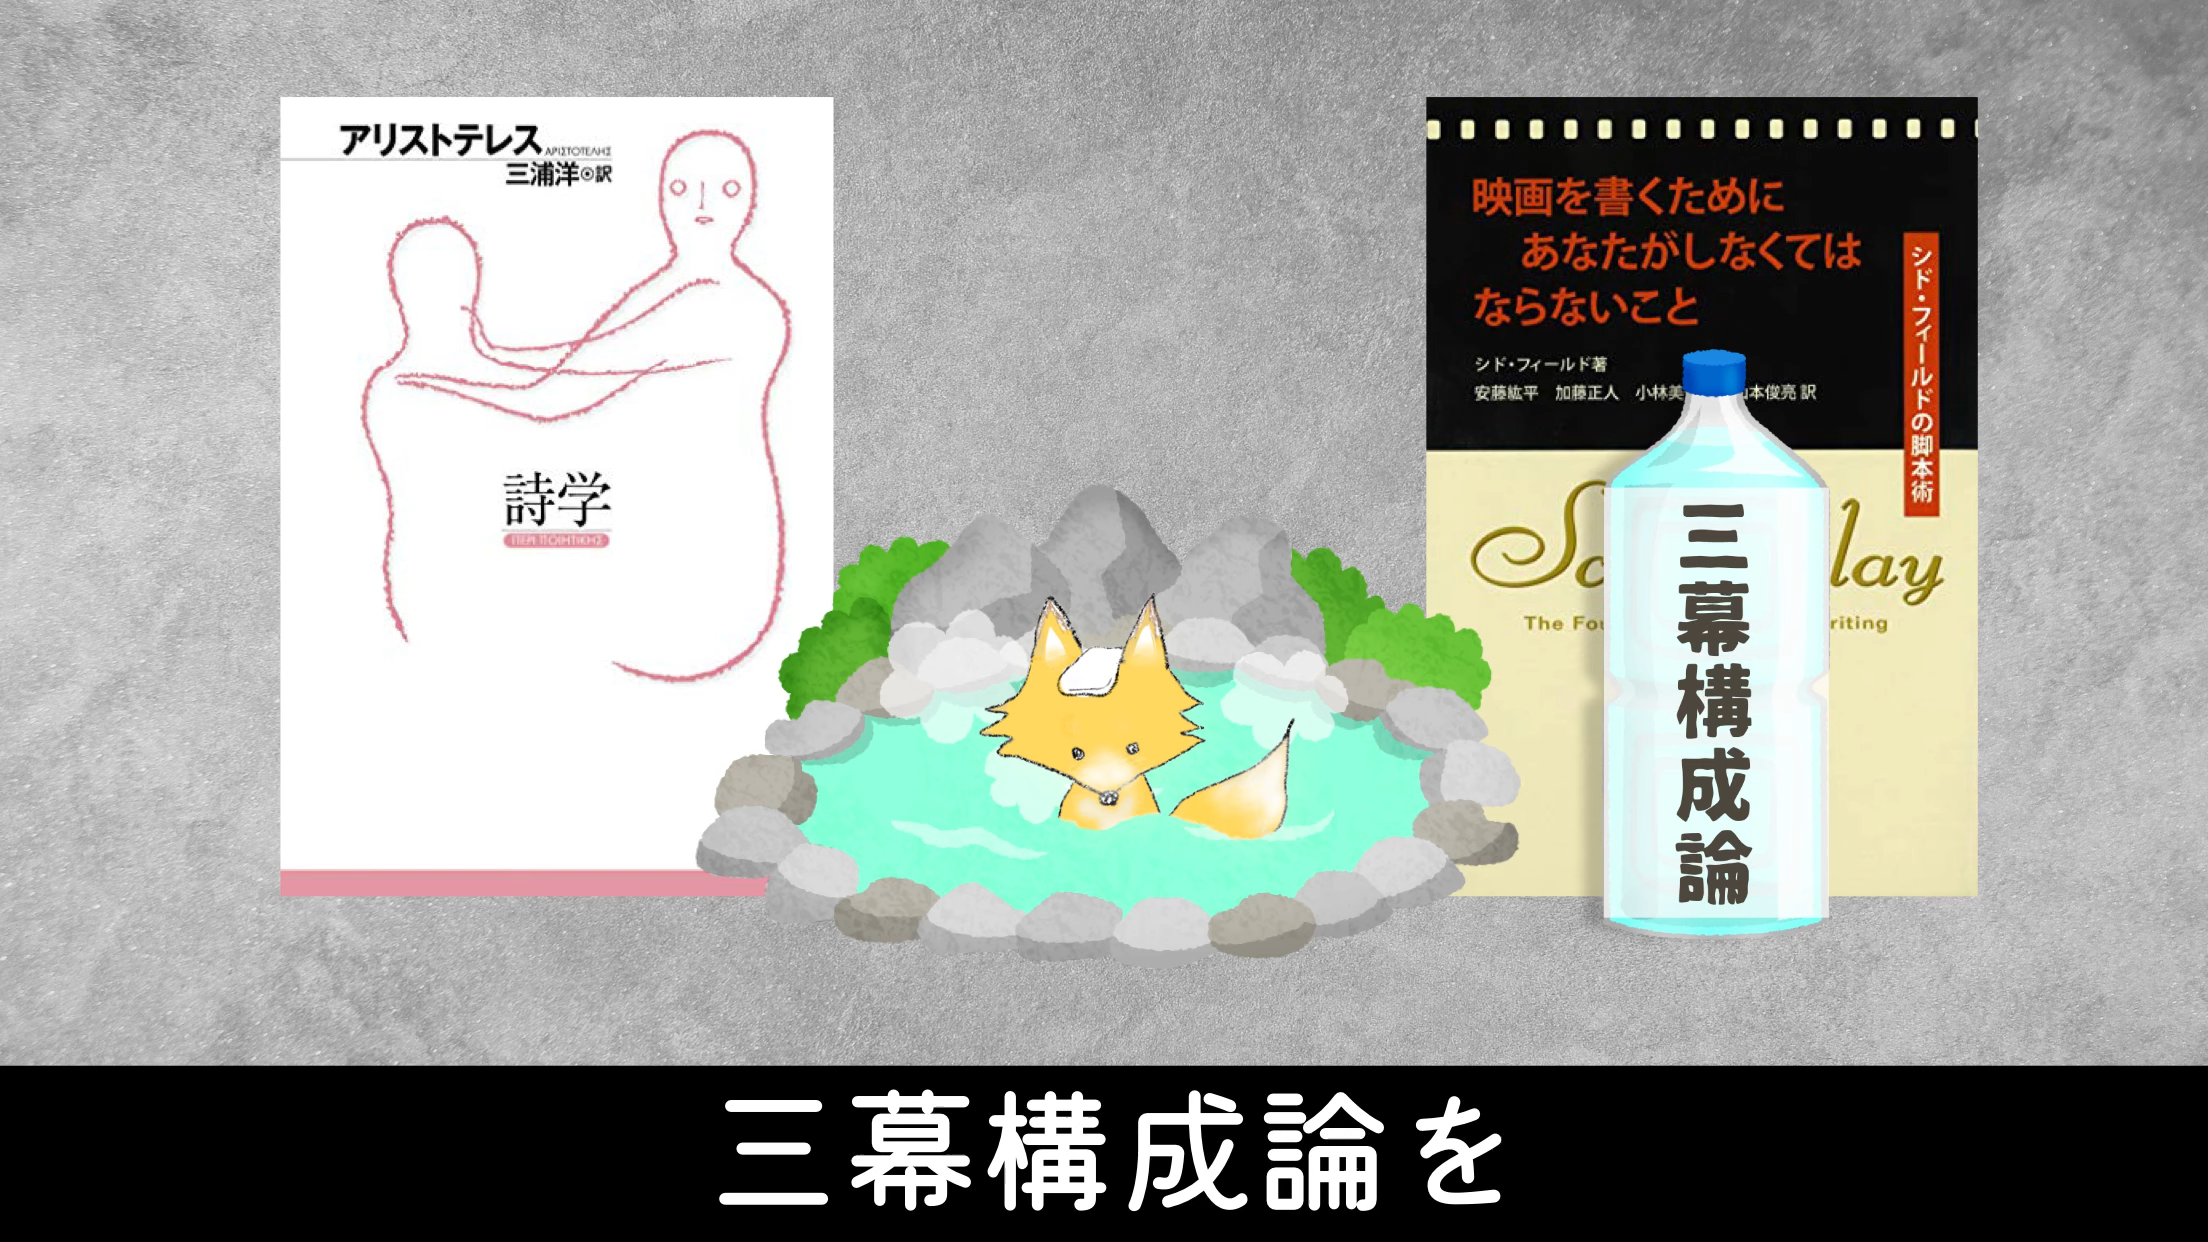 アリストテレス ΑΡΙΣΤΟΤΕΛΗΣ
三浦洋⦿訳
詩学
ΠΕΡΙ ΠΟΙΗΤΙΚΗΣ
映画を書くために
あなたがしなくては
ならないこと
シド・フィールドの脚本術
シド・フィールド著
安藤紘平 加藤正人 小林美 本俊亮 訳
lay
The riting
三幕構成論
三幕構成論を